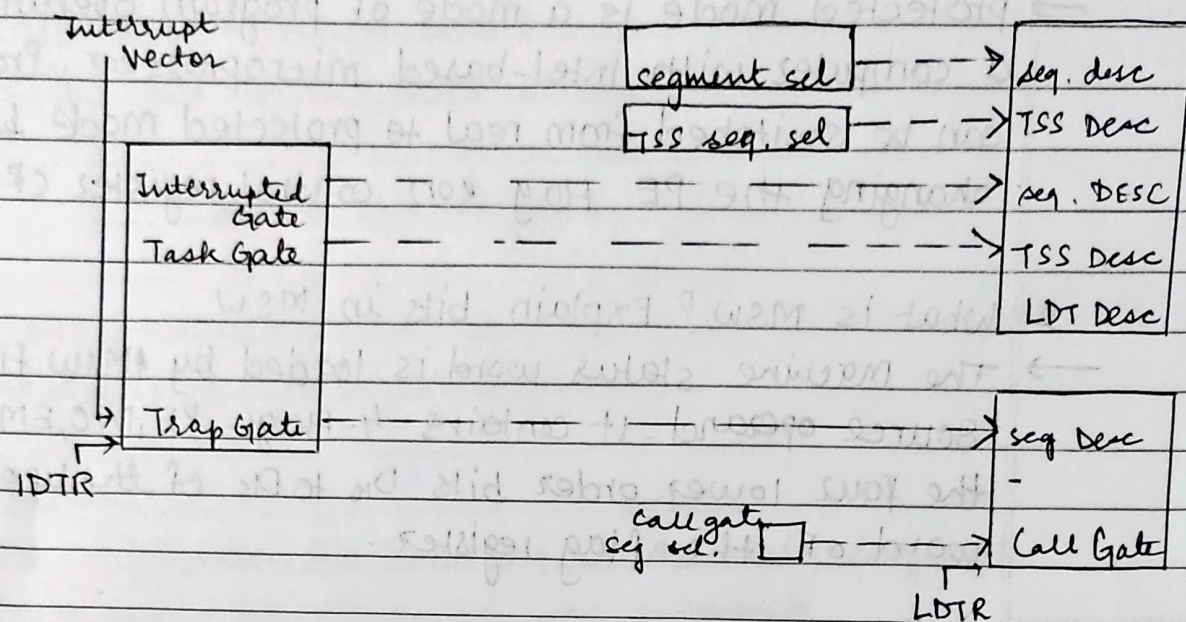 Interrupt
Vector
segment sel
TSS seg. sel
seg. desc
TSS Desc
seg. DESC
TSS Desc
LDT Desc
Interrupted
Gate
Task Gate
Trap Gate
IDTR
seg Desc
-
Call Gate
call gate
seg sel.
LDTR